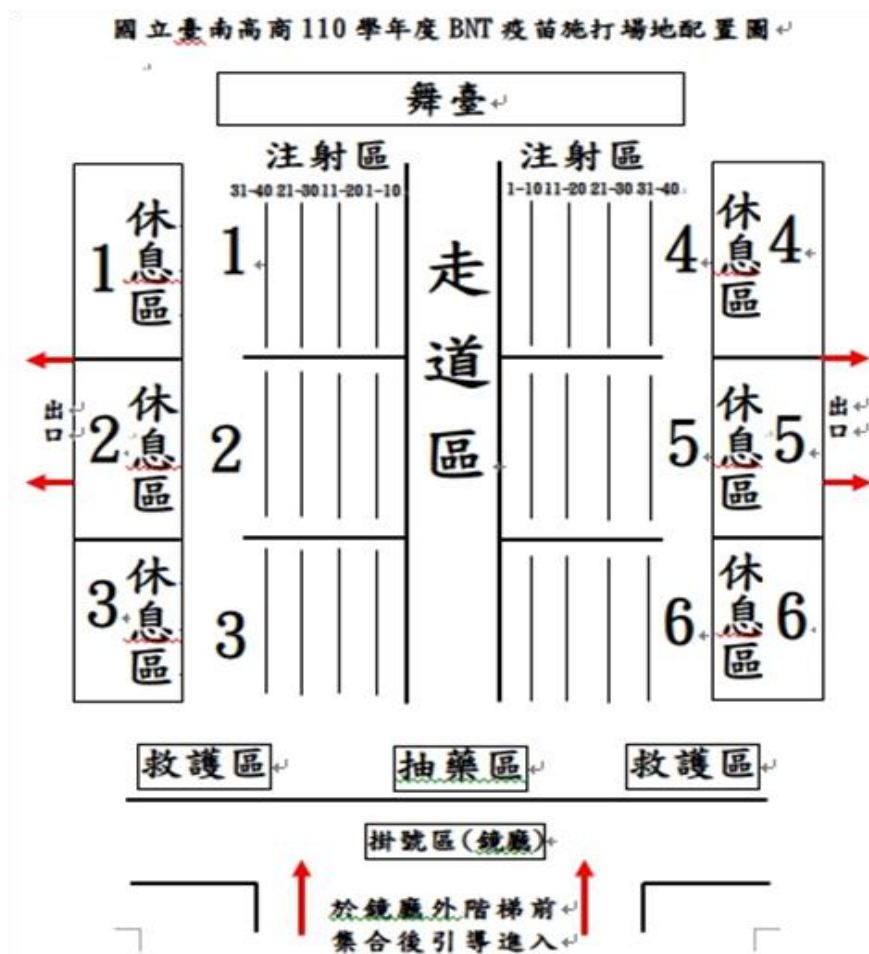 國立臺南高商110學年度BNT疫苗施打場地配置圖
舞臺
注射區
注射區
31-40 21-30 11-20 1-10
1-10 11-20 21-30 31-40
1
休息區
1
走道區
4
休息區
4
出口
2
休息區
2
5
休息區
5
出口
3
休息區
3
6
休息區
6
救護區
抽藥區
救護區
掛號區(鏡廳)
於鏡廳外階梯前
集合後引導進入